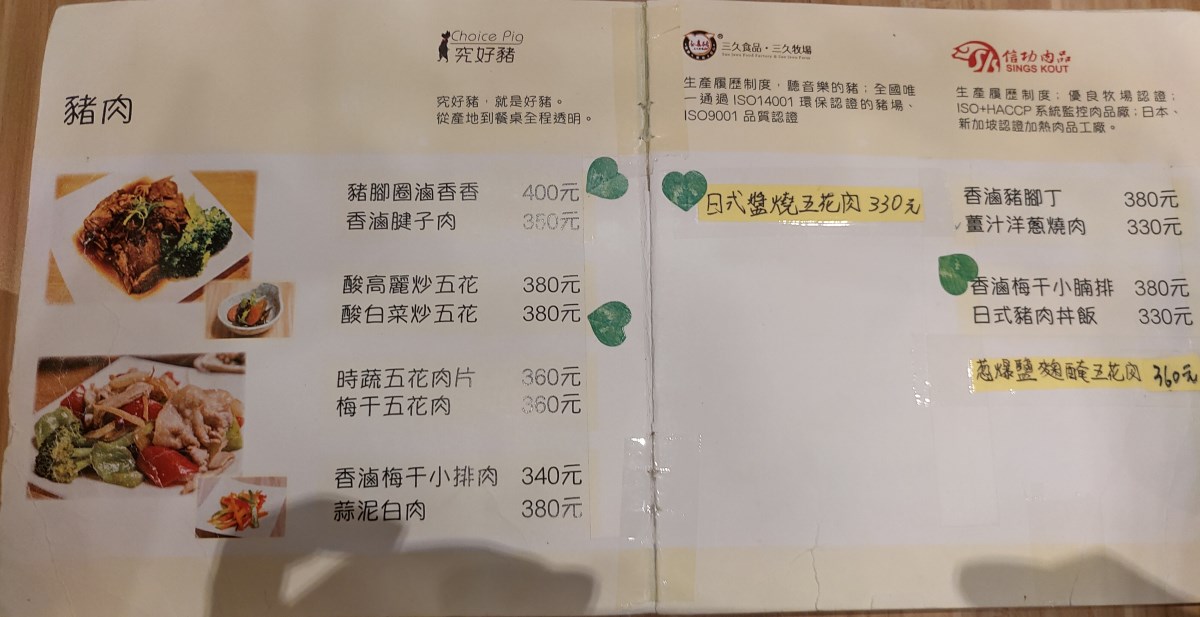 豬肉
Choice Pig
究好豬
究好豬，就是好豬。
從產地到餐桌全程透明。
豬腳圈滷香香 400元
香滷腱子肉 350元
酸高麗炒五花 380元
酸白菜炒五花 380元
時蔬五花肉片 360元
梅干五花肉 360元
香滷梅干小排肉 340元
蒜泥白肉 380元
三久食品・三久牧場
生產履歷制度，聽音樂的豬；全國唯
一通過 ISO14001 環保認證的豬場、
ISO9001 品質認證
日式醬燒五花肉 330元
信功肉品
SINGS KOUT
生產履歷制度；優良牧場認證；
ISO+HACCP 系統監控肉品廠；日本、
新加坡認證加熱肉品工廠。
香滷豬腳丁 380元
薑汁洋蔥燒肉 330元
香滷梅干小腩排 380元
日式豬肉丼飯 330元
蔥爆鹽麴醃五花肉 360元